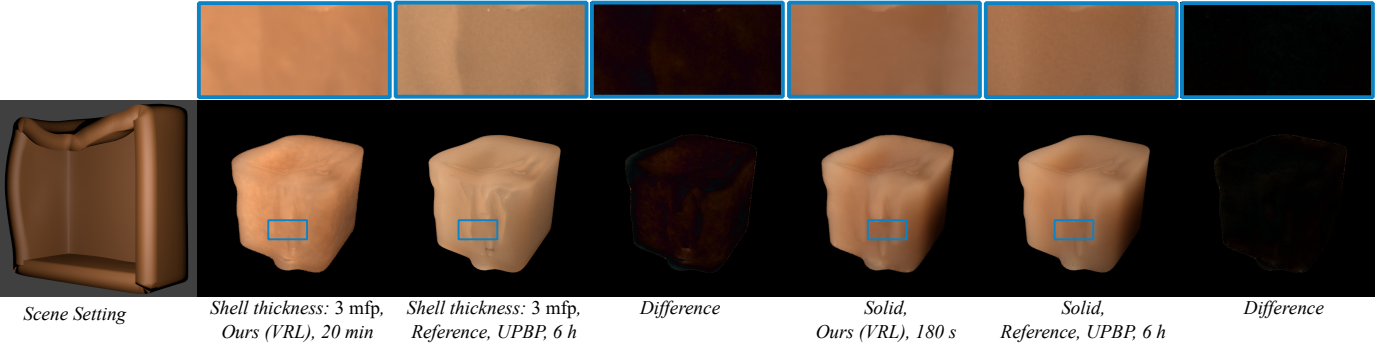 Scene Setting
Shell thickness: 3 mfp,
Ours (VRL), 20 min
Shell thickness: 3 mfp,
Reference, UPBP, 6 h
Difference
Solid,
Ours (VRL), 180 s
Solid,
Reference, UPBP, 6 h
Difference